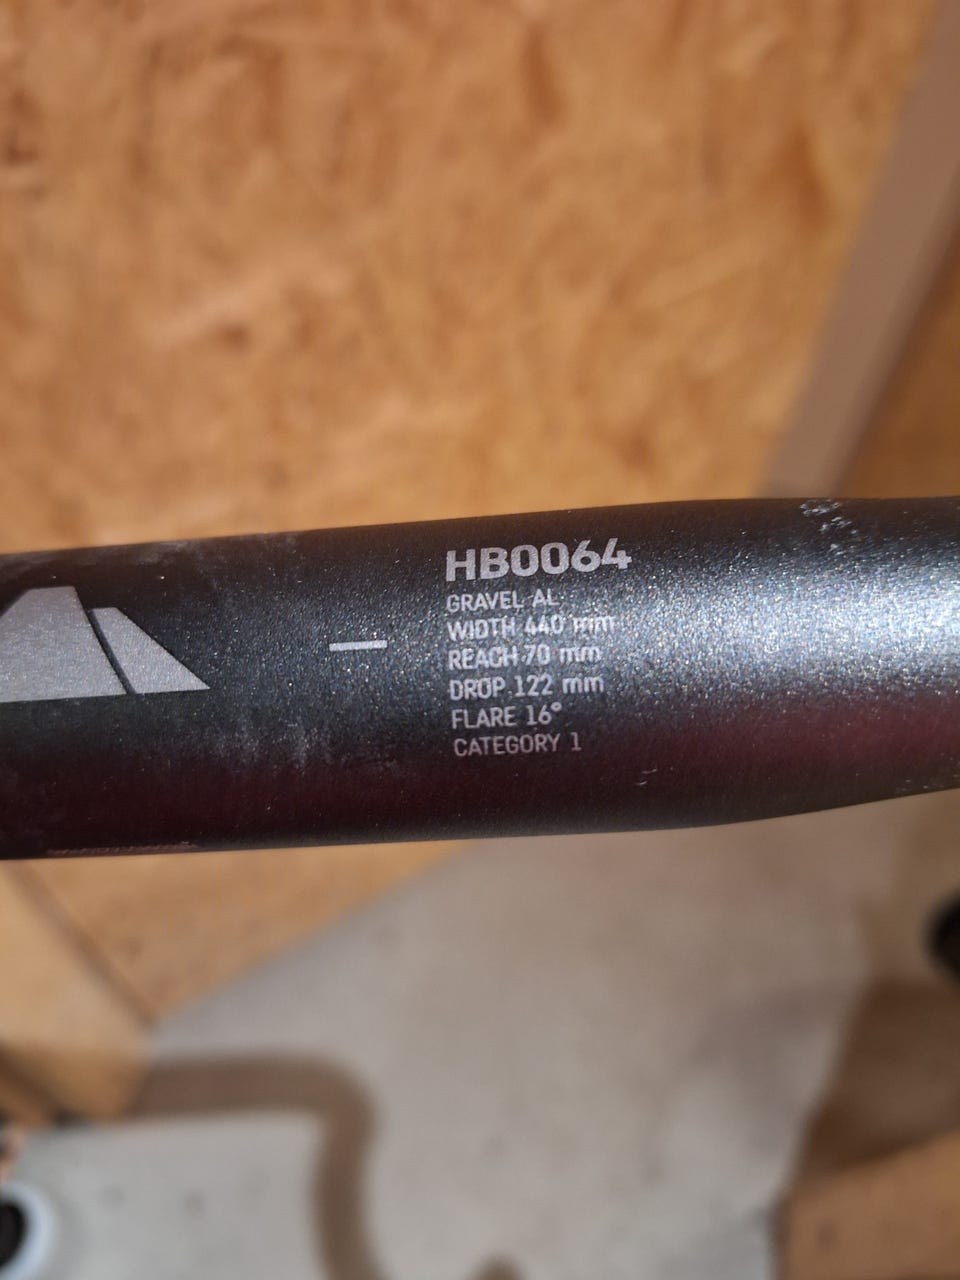 HB0064
GRAVEL AL
WIDTH 440 mm
REACH 70 mm
DROP 122 mm
FLARE 16°
CATEGORY 1